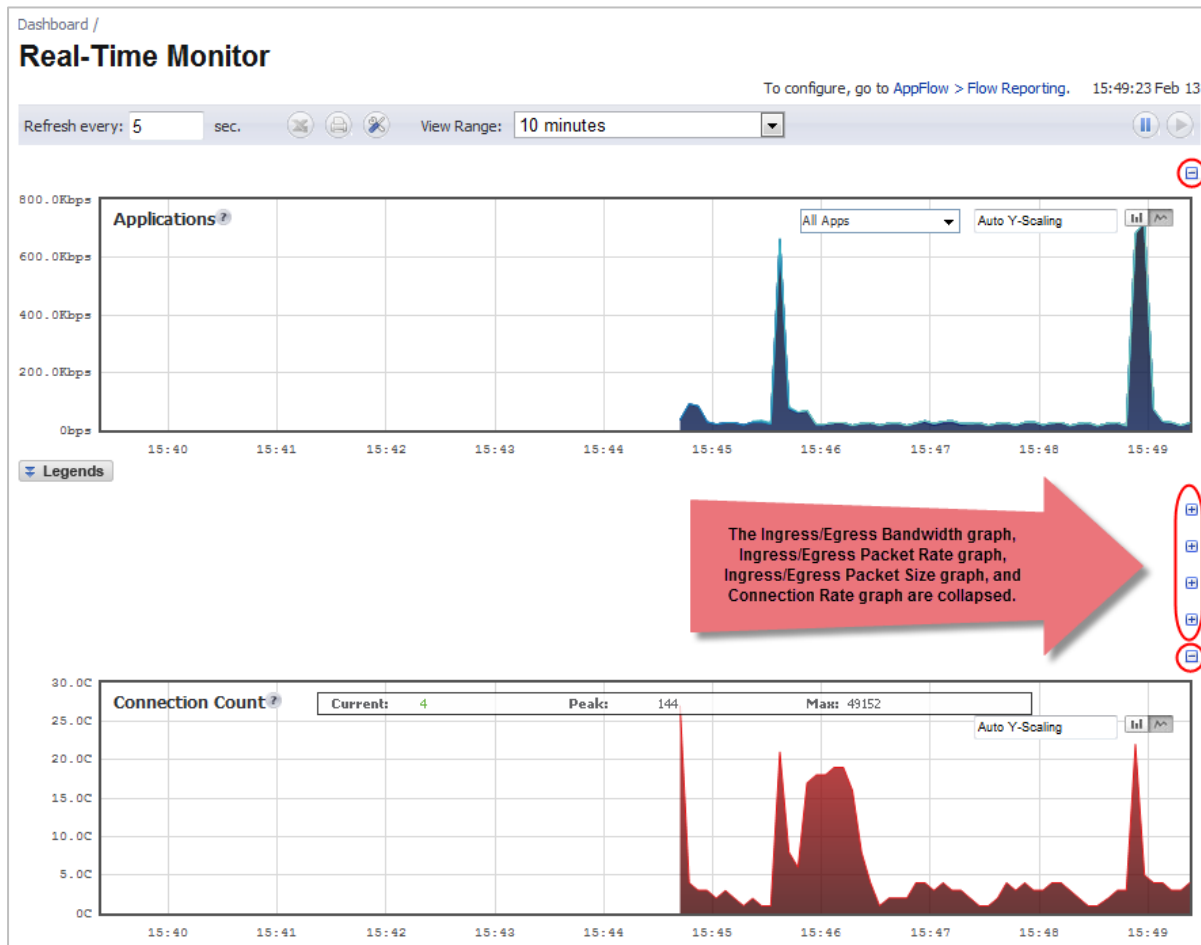 Dashboard /
Real-Time Monitor
To configure, go to AppFlow > Flow Reporting. 15:49:23 Feb 13
Refresh every: 5 sec. View Range: 10 minutes
800.0Kbps
Applications ? All Apps Auto Y-Scaling
600.0Kbps
400.0Kbps
200.0Kbps
0bps
15:40 15:41 15:42 15:43 15:44 15:45 15:46 15:47 15:48 15:49
Legends
The Ingress/Egress Bandwidth graph,
Ingress/Egress Packet Rate graph,
Ingress/Egress Packet Size graph, and
Connection Rate graph are collapsed.
30.0C
Connection Count ? Current: 4 Peak: 144 Max: 49152
25.0C
Auto Y-Scaling
20.0C
15.0C
10.0C
5.0C
0C
15:40 15:41 15:42 15:43 15:44 15:45 15:46 15:47 15:48 15:49